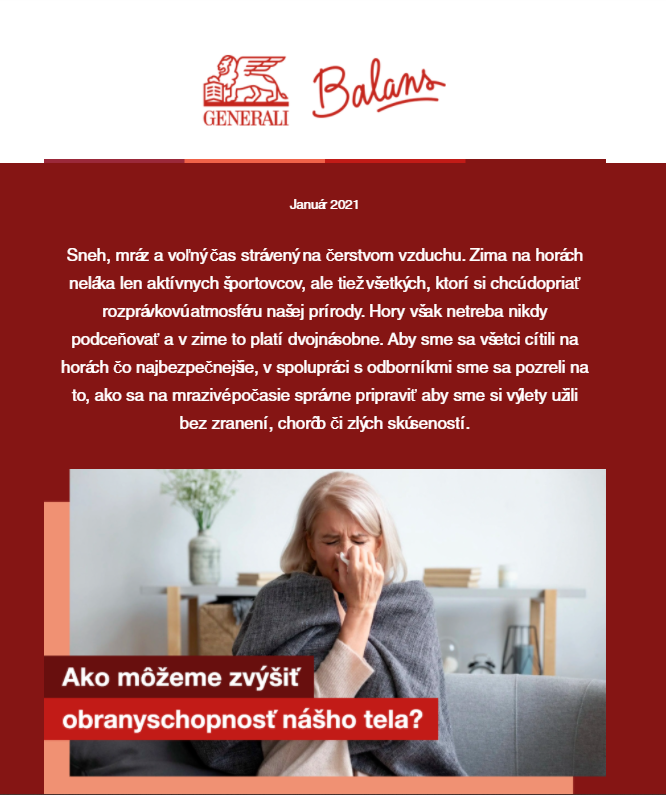 GENERALI
Balans
Január 2021
Sneh, mráz a voľný čas strávený na čerstvom vzduchu. Zima na horách
neláka len aktívnych športovcov, ale tiež všetkých, ktorí si chcú dopriať
rozprávkovú atmosféru našej prírody. Hory však netreba nikdy
podceňovať a v zime to platí dvojnásobne. Aby sme sa všetci cítili na
horách čo najbezpečnejšie, v spolupráci s odborníkmi sme sa pozreli na
to, ako sa na mrazivé počasie správne pripraviť aby sme si výlety užili
bez zranení, chorôb či zlých skúseností.
Ako môžeme zvýšiť
obranyschopnosť nášho tela?